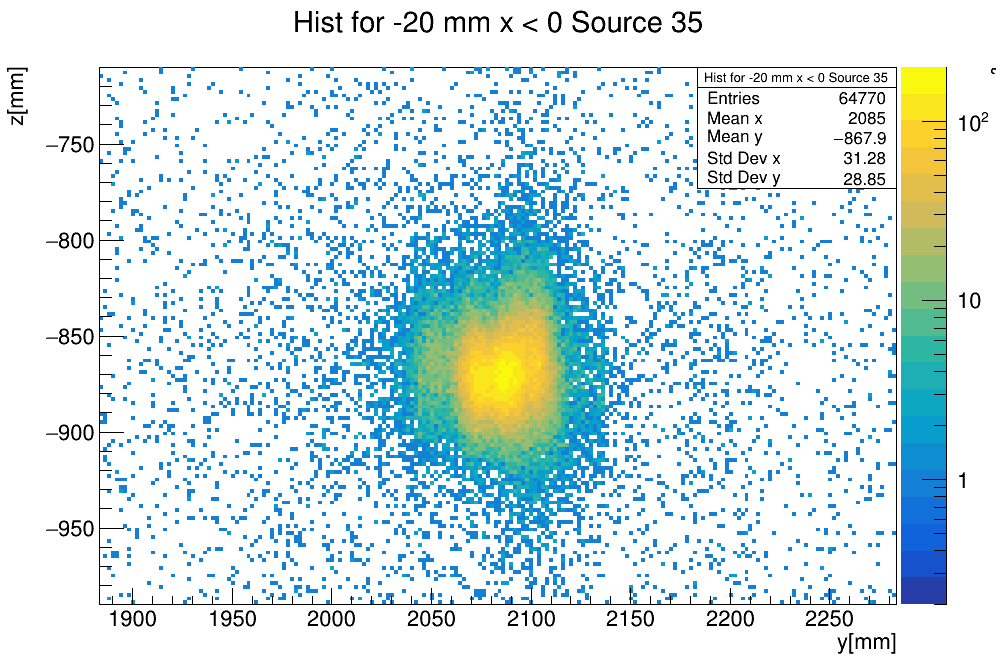 Hist for -20 mm x < 0 Source 35
z[mm]
Hist for -20 mm x < 0 Source 35
Entries 64770
Mean x 2085
Mean y −867.9
Std Dev x 31.28
Std Dev y 28.85
10²
10
1
−750
−800
−850
−900
−950
1900 1950 2000 2050 2100 2150 2200 2250
y[mm]